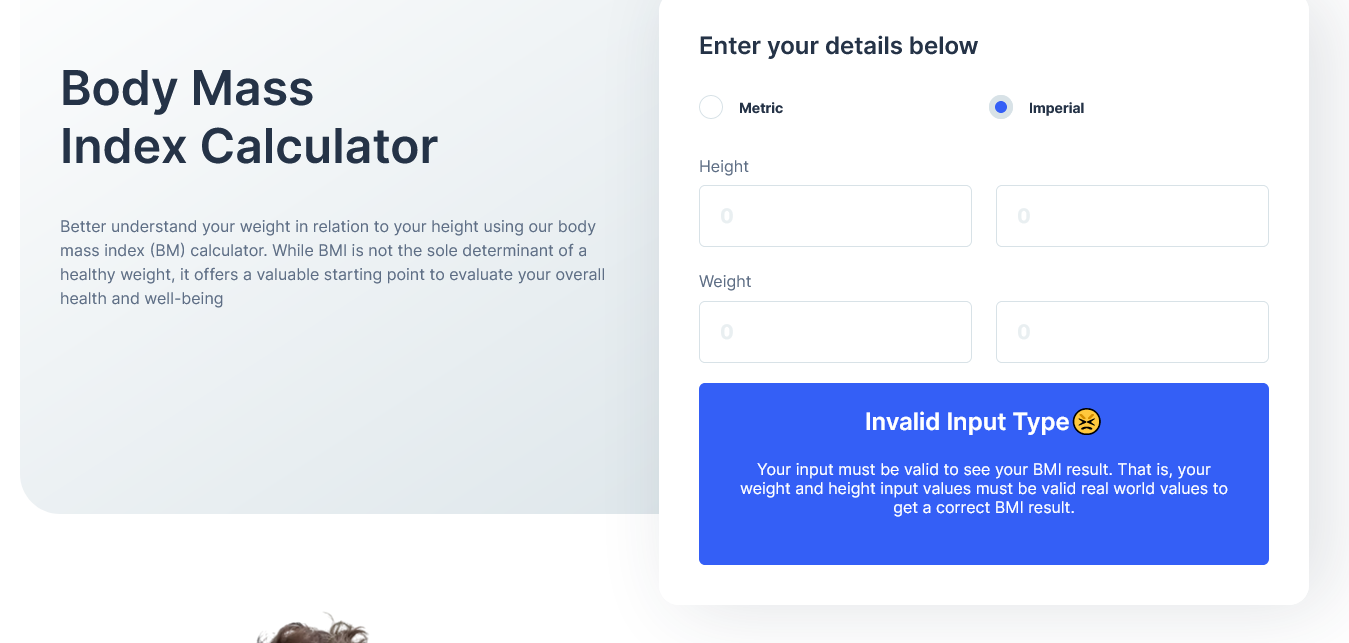 Body Mass
Index Calculator
Better understand your weight in relation to your height using our body
mass index (BM) calculator. While BMI is not the sole determinant of a
healthy weight, it offers a valuable starting point to evaluate your overall
health and well-being
Enter your details below
Metric
Imperial
Height
0
0
Weight
0
0
Invalid Input Type😣
Your input must be valid to see your BMI result. That is, your
weight and height input values must be valid real world values to
get a correct BMI result.